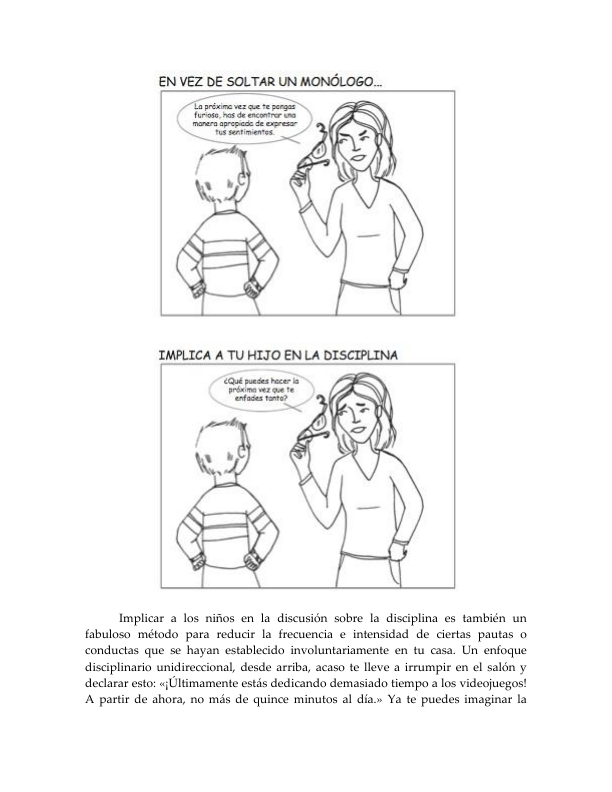 EN VEZ DE SOLTAR UN MONÓLOGO...
La próxima vez que te pongas
furioso, has de encontrar una
manera apropiada de expresar
tus sentimientos.
IMPLICA A TU HIJO EN LA DISCIPLINA
¿Qué puedes hacer la
próxima vez que te
enfades tanto?
Implicar a los niños en la discusión sobre la disciplina es también un
fabuloso método para reducir la frecuencia e intensidad de ciertas pautas o
conductas que se hayan establecido involuntariamente en tu casa. Un enfoque
disciplinario unidireccional, desde arriba, acaso te lleve a irrumpir en el salón y
declarar esto: «¡Últimamente estás dedicando demasiado tiempo a los videojuegos!
A partir de ahora, no más de quince minutos al día.» Ya te puedes imaginar la